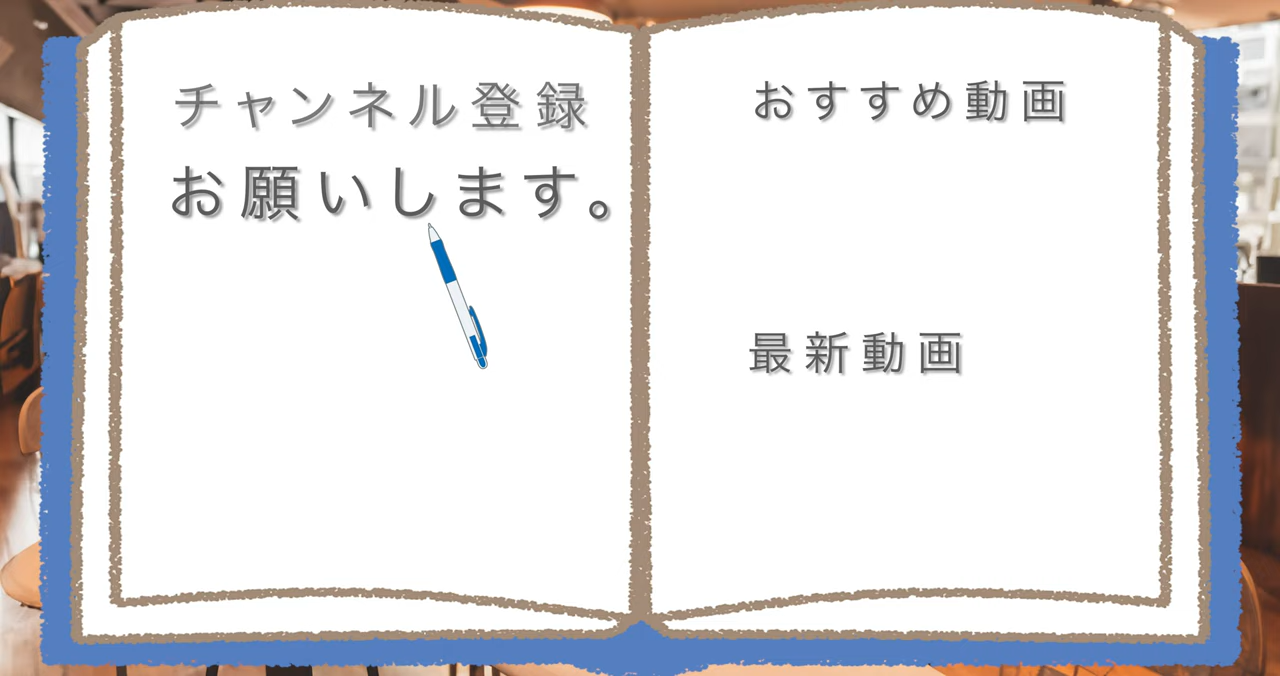 チャンネル登録
お願いします。
おすすめ動画
最新動画